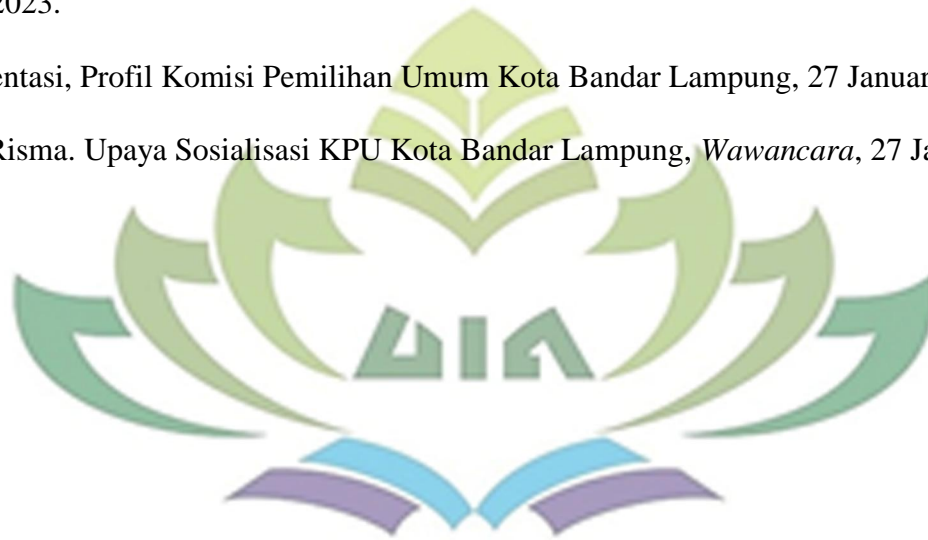 2023.
entasi, Profil Komisi Pemilihan Umum Kota Bandar Lampung, 27 Januar
Risma. Upaya Sosialisasi KPU Kota Bandar Lampung, Wawancara, 27 Ja
UIN